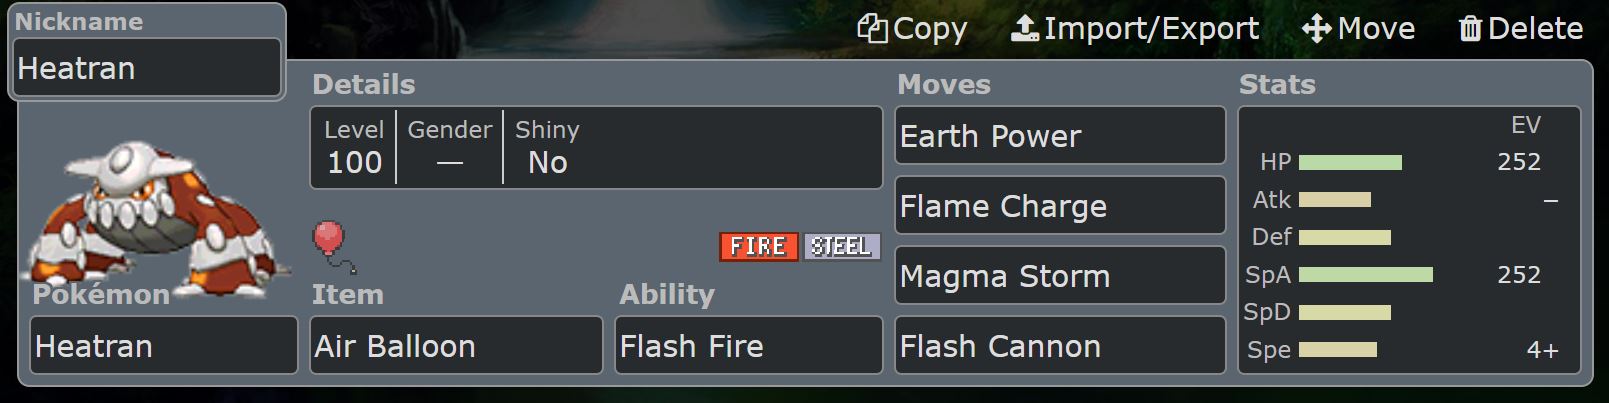 Nickname
Heatran
Copy
Import/Export
Move
Delete
Details
Level
100
Gender
—
Shiny
No
FIRE
STEEL
Pokémon
Heatran
Item
Air Balloon
Ability
Flash Fire
Moves
Earth Power
Flame Charge
Magma Storm
Flash Cannon
Stats
EV
HP 252
Atk –
Def
SpA 252
SpD
Spe 4+